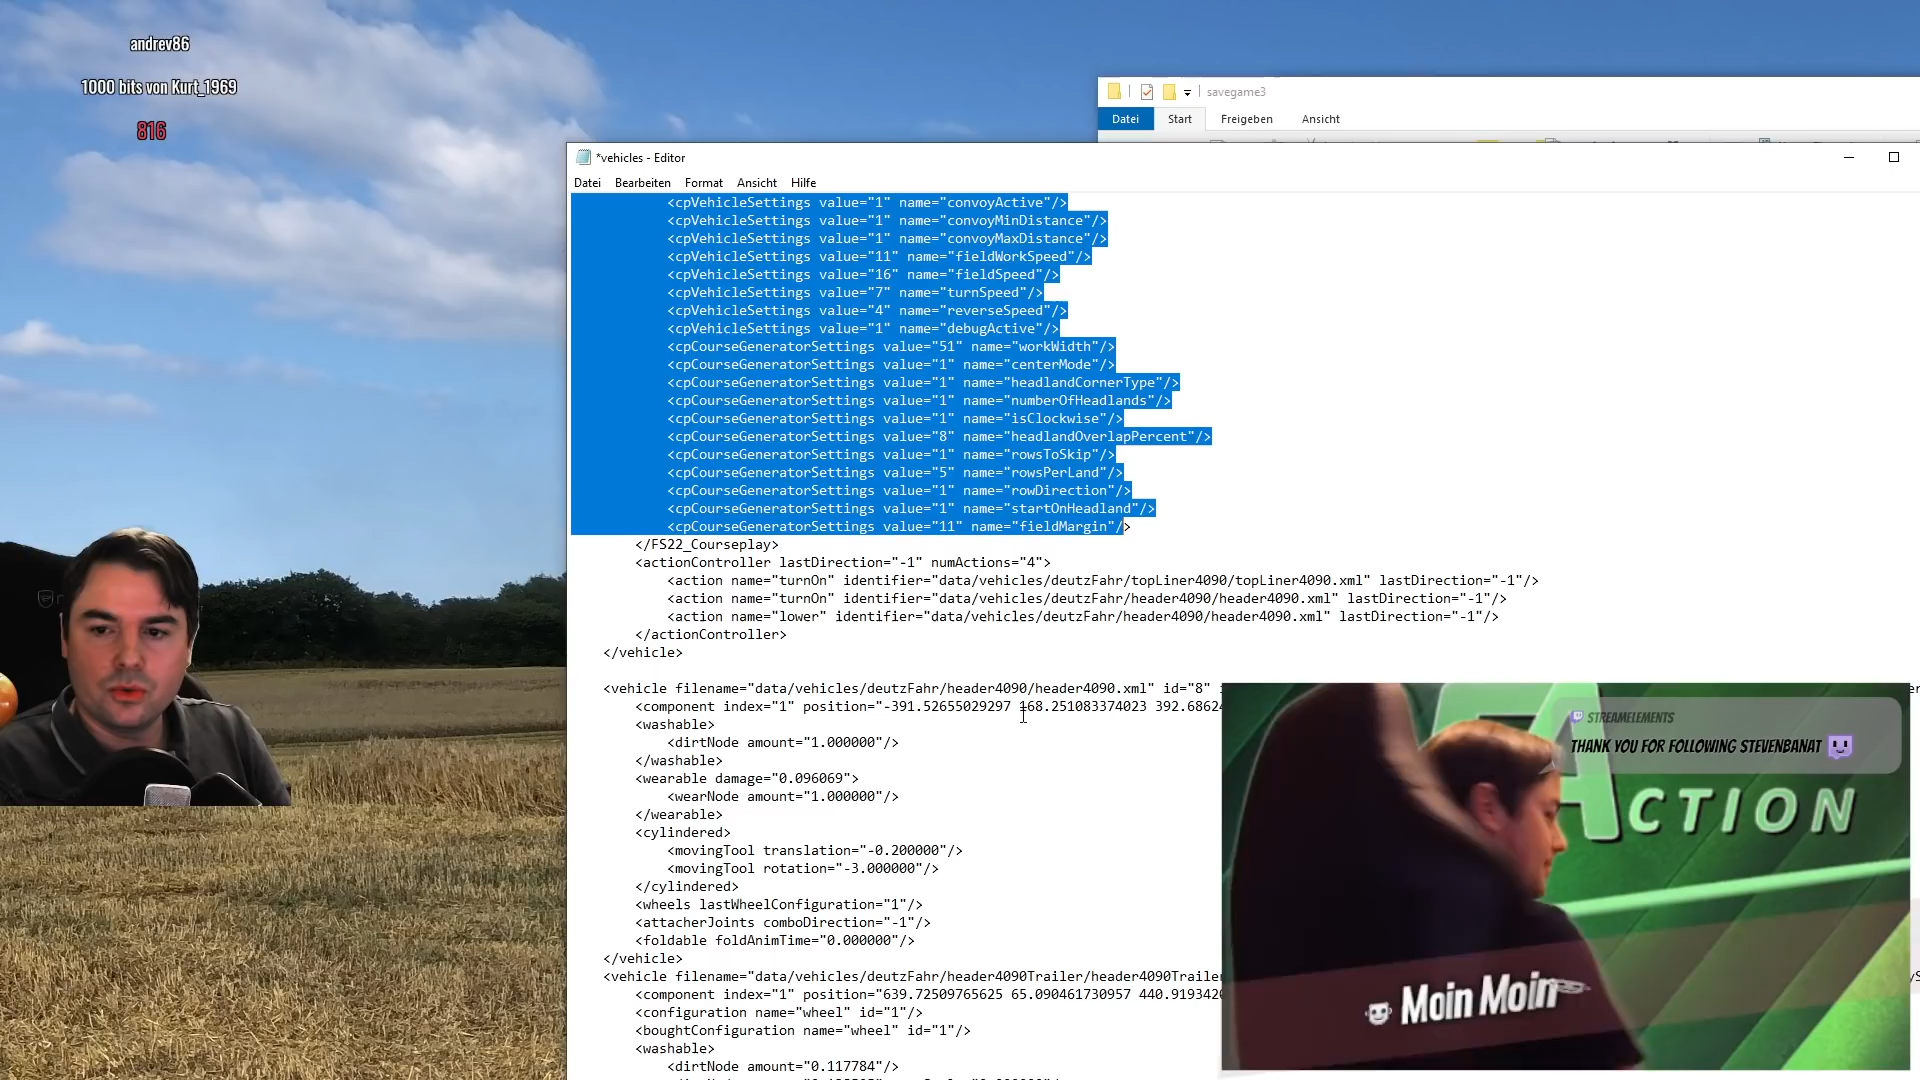 andrev86
1000 bits von Kurt_1969
816
savegame3
Datei Start Freigeben Ansicht
*vehicles - Editor
Datei Bearbeiten Format Ansicht Hilfe
<cpVehicleSettings value="1" name="convoyActive"/>
<cpVehicleSettings value="1" name="convoyMinDistance"/>
<cpVehicleSettings value="1" name="convoyMaxDistance"/>
<cpVehicleSettings value="11" name="fieldWorkSpeed"/>
<cpVehicleSettings value="16" name="fieldSpeed"/>
<cpVehicleSettings value="7" name="turnSpeed"/>
<cpVehicleSettings value="4" name="reverseSpeed"/>
<cpVehicleSettings value="1" name="debugActive"/>
<cpCourseGeneratorSettings value="51" name="workWidth"/>
<cpCourseGeneratorSettings value="1" name="centerMode"/>
<cpCourseGeneratorSettings value="1" name="headlandCornerType"/>
<cpCourseGeneratorSettings value="1" name="numberOfHeadlands"/>
<cpCourseGeneratorSettings value="1" name="isClockwise"/>
<cpCourseGeneratorSettings value="8" name="headlandOverlapPercent"/>
<cpCourseGeneratorSettings value="1" name="rowsToSkip"/>
<cpCourseGeneratorSettings value="5" name="rowsPerLand"/>
<cpCourseGeneratorSettings value="1" name="rowDirection"/>
<cpCourseGeneratorSettings value="1" name="startOnHeadland"/>
<cpCourseGeneratorSettings value="11" name="fieldMargin"/>
</FS22_Courseplay>
<actionController lastDirection="-1" numActions="4">
<action name="turnOn" identifier="data/vehicles/deutzFahr/topLiner4090/topLiner4090.xml" lastDirection="-1"/>
<action name="turnOn" identifier="data/vehicles/deutzFahr/header4090/header4090.xml" lastDirection="-1"/>
<action name="lower" identifier="data/vehicles/deutzFahr/header4090/header4090.xml" lastDirection="-1"/>
</actionController>
</vehicle>
<vehicle filename="data/vehicles/deutzFahr/header4090/header4090.xml" id="8"
<component index="1" position="-391.52655029297 168.251083374023 392.68624
<washable>
<dirtNode amount="1.000000"/>
</washable>
<wearable damage="0.096069">
<wearNode amount="1.000000"/>
</wearable>
<cylindered>
<movingTool translation="-0.200000"/>
<movingTool rotation="-3.000000"/>
</cylindered>
<wheels lastWheelConfiguration="1"/>
<attacherJoints comboDirection="-1"/>
<foldable foldAnimTime="0.000000"/>
</vehicle>
<vehicle filename="data/vehicles/deutzFahr/header4090Trailer/header4090Trailer
<component index="1" position="639.72509765625 65.090461730957 440.9193420
<configuration name="wheel" id="1"/>
<boughtConfiguration name="wheel" id="1"/>
<washable>
<dirtNode amount="0.117784"/>
STREAMELEMENTS
THANK YOU FOR FOLLOWING STEVENBANAT
ACTION
Moin Moin